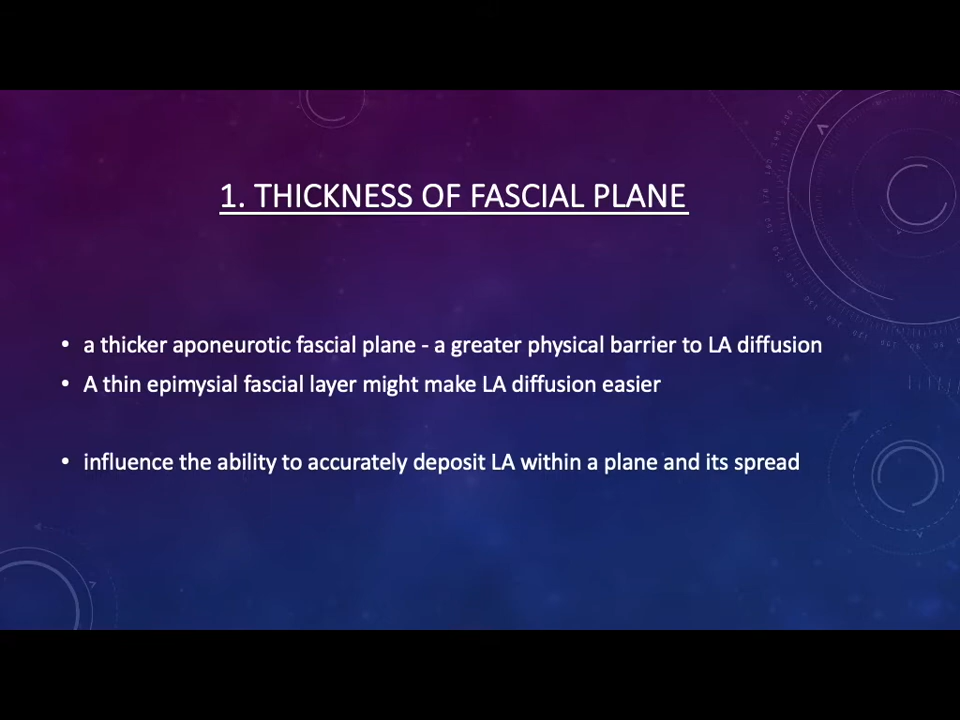 1. THICKNESS OF FASCIAL PLANE
• a thicker aponeurotic fascial plane - a greater physical barrier to LA diffusion
• A thin epimysial fascial layer might make LA diffusion easier
• influence the ability to accurately deposit LA within a plane and its spread